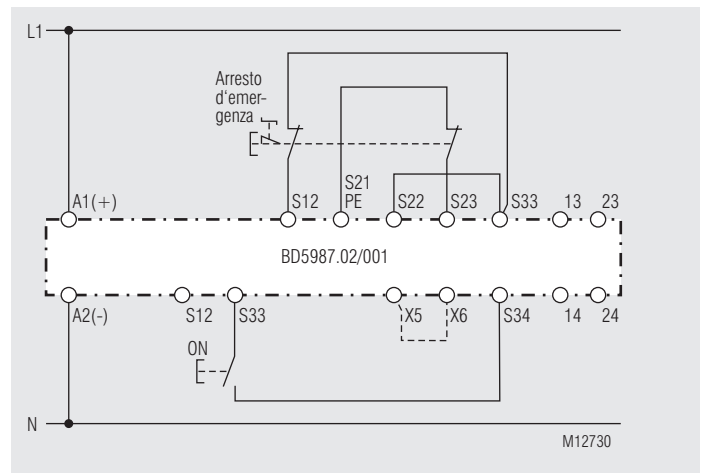 L1
Arresto
d'emer-
genza
S21
A1(+) S12 PE S22 S23 S33 13 23
BD5987.02/001
A2(-) S12 S33 X5 X6 S34 14 24
ON
N
M12730